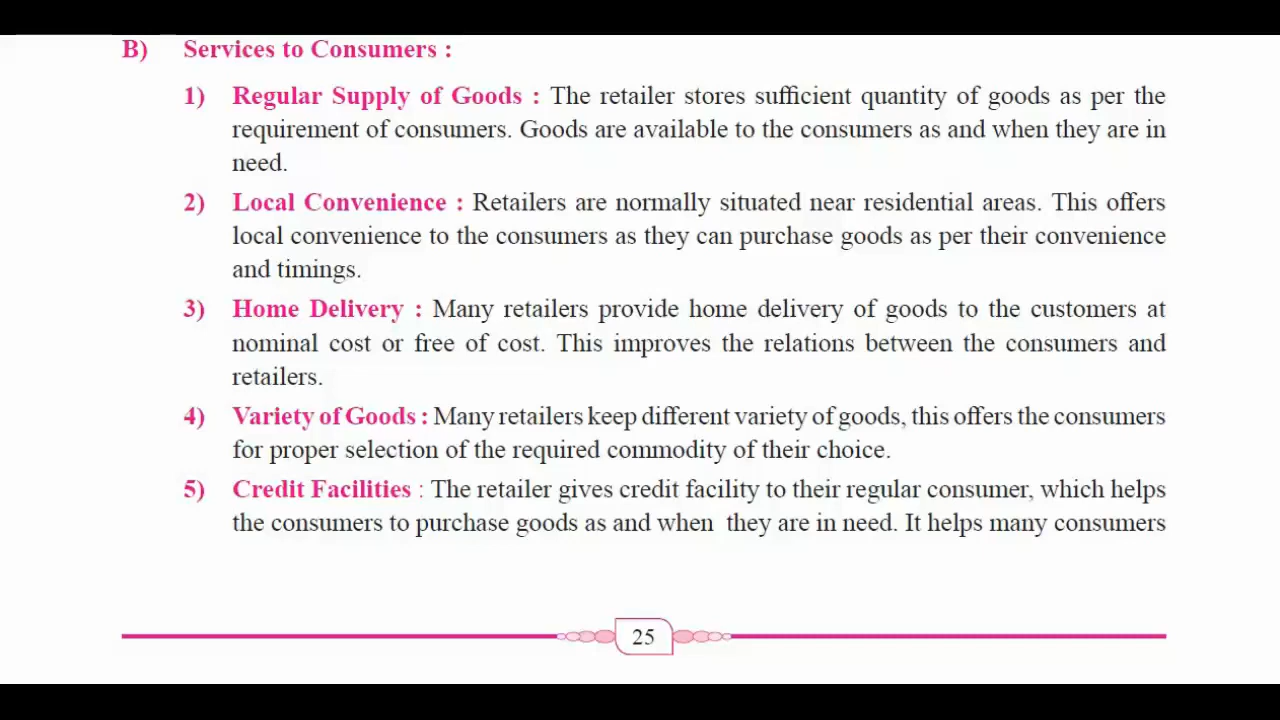 B) Services to Consumers :
1) Regular Supply of Goods : The retailer stores sufficient quantity of goods as per the
requirement of consumers. Goods are available to the consumers as and when they are in
need.
2) Local Convenience : Retailers are normally situated near residential areas. This offers
local convenience to the consumers as they can purchase goods as per their convenience
and timings.
3) Home Delivery : Many retailers provide home delivery of goods to the customers at
nominal cost or free of cost. This improves the relations between the consumers and
retailers.
4) Variety of Goods : Many retailers keep different variety of goods, this offers the consumers
for proper selection of the required commodity of their choice.
5) Credit Facilities : The retailer gives credit facility to their regular consumer, which helps
the consumers to purchase goods as and when they are in need. It helps many consumers
25